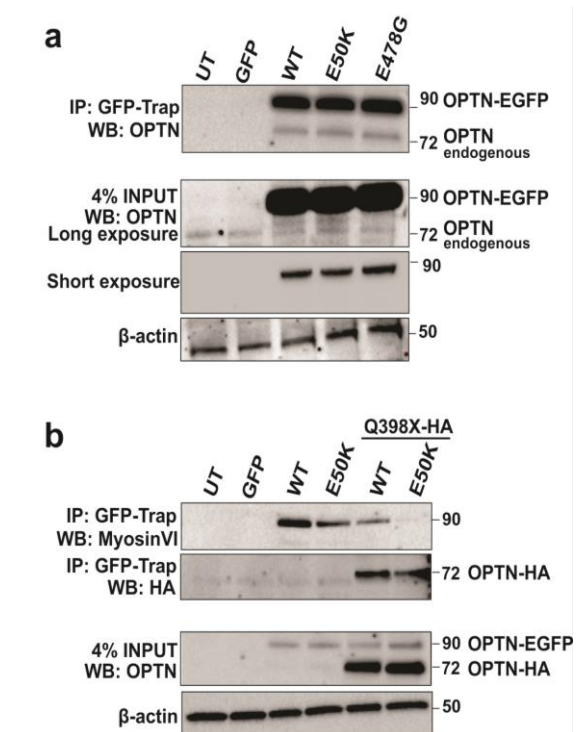 a
UT GFP WT E50K E478G
IP: GFP-Trap
WB: OPTN
90 OPTN-EGFP
72 OPTN
endogenous
4% INPUT
WB: OPTN
Long exposure
90 OPTN-EGFP
72 OPTN
endogenous
Short exposure
90
β-actin
50
b
Q398X-HA
UT GFP WT E50K WT E50K
IP: GFP-Trap
WB: MyosinVI
90
IP: GFP-Trap
WB: HA
72 OPTN-HA
4% INPUT
WB: OPTN
90 OPTN-EGFP
72 OPTN-HA
β-actin
50